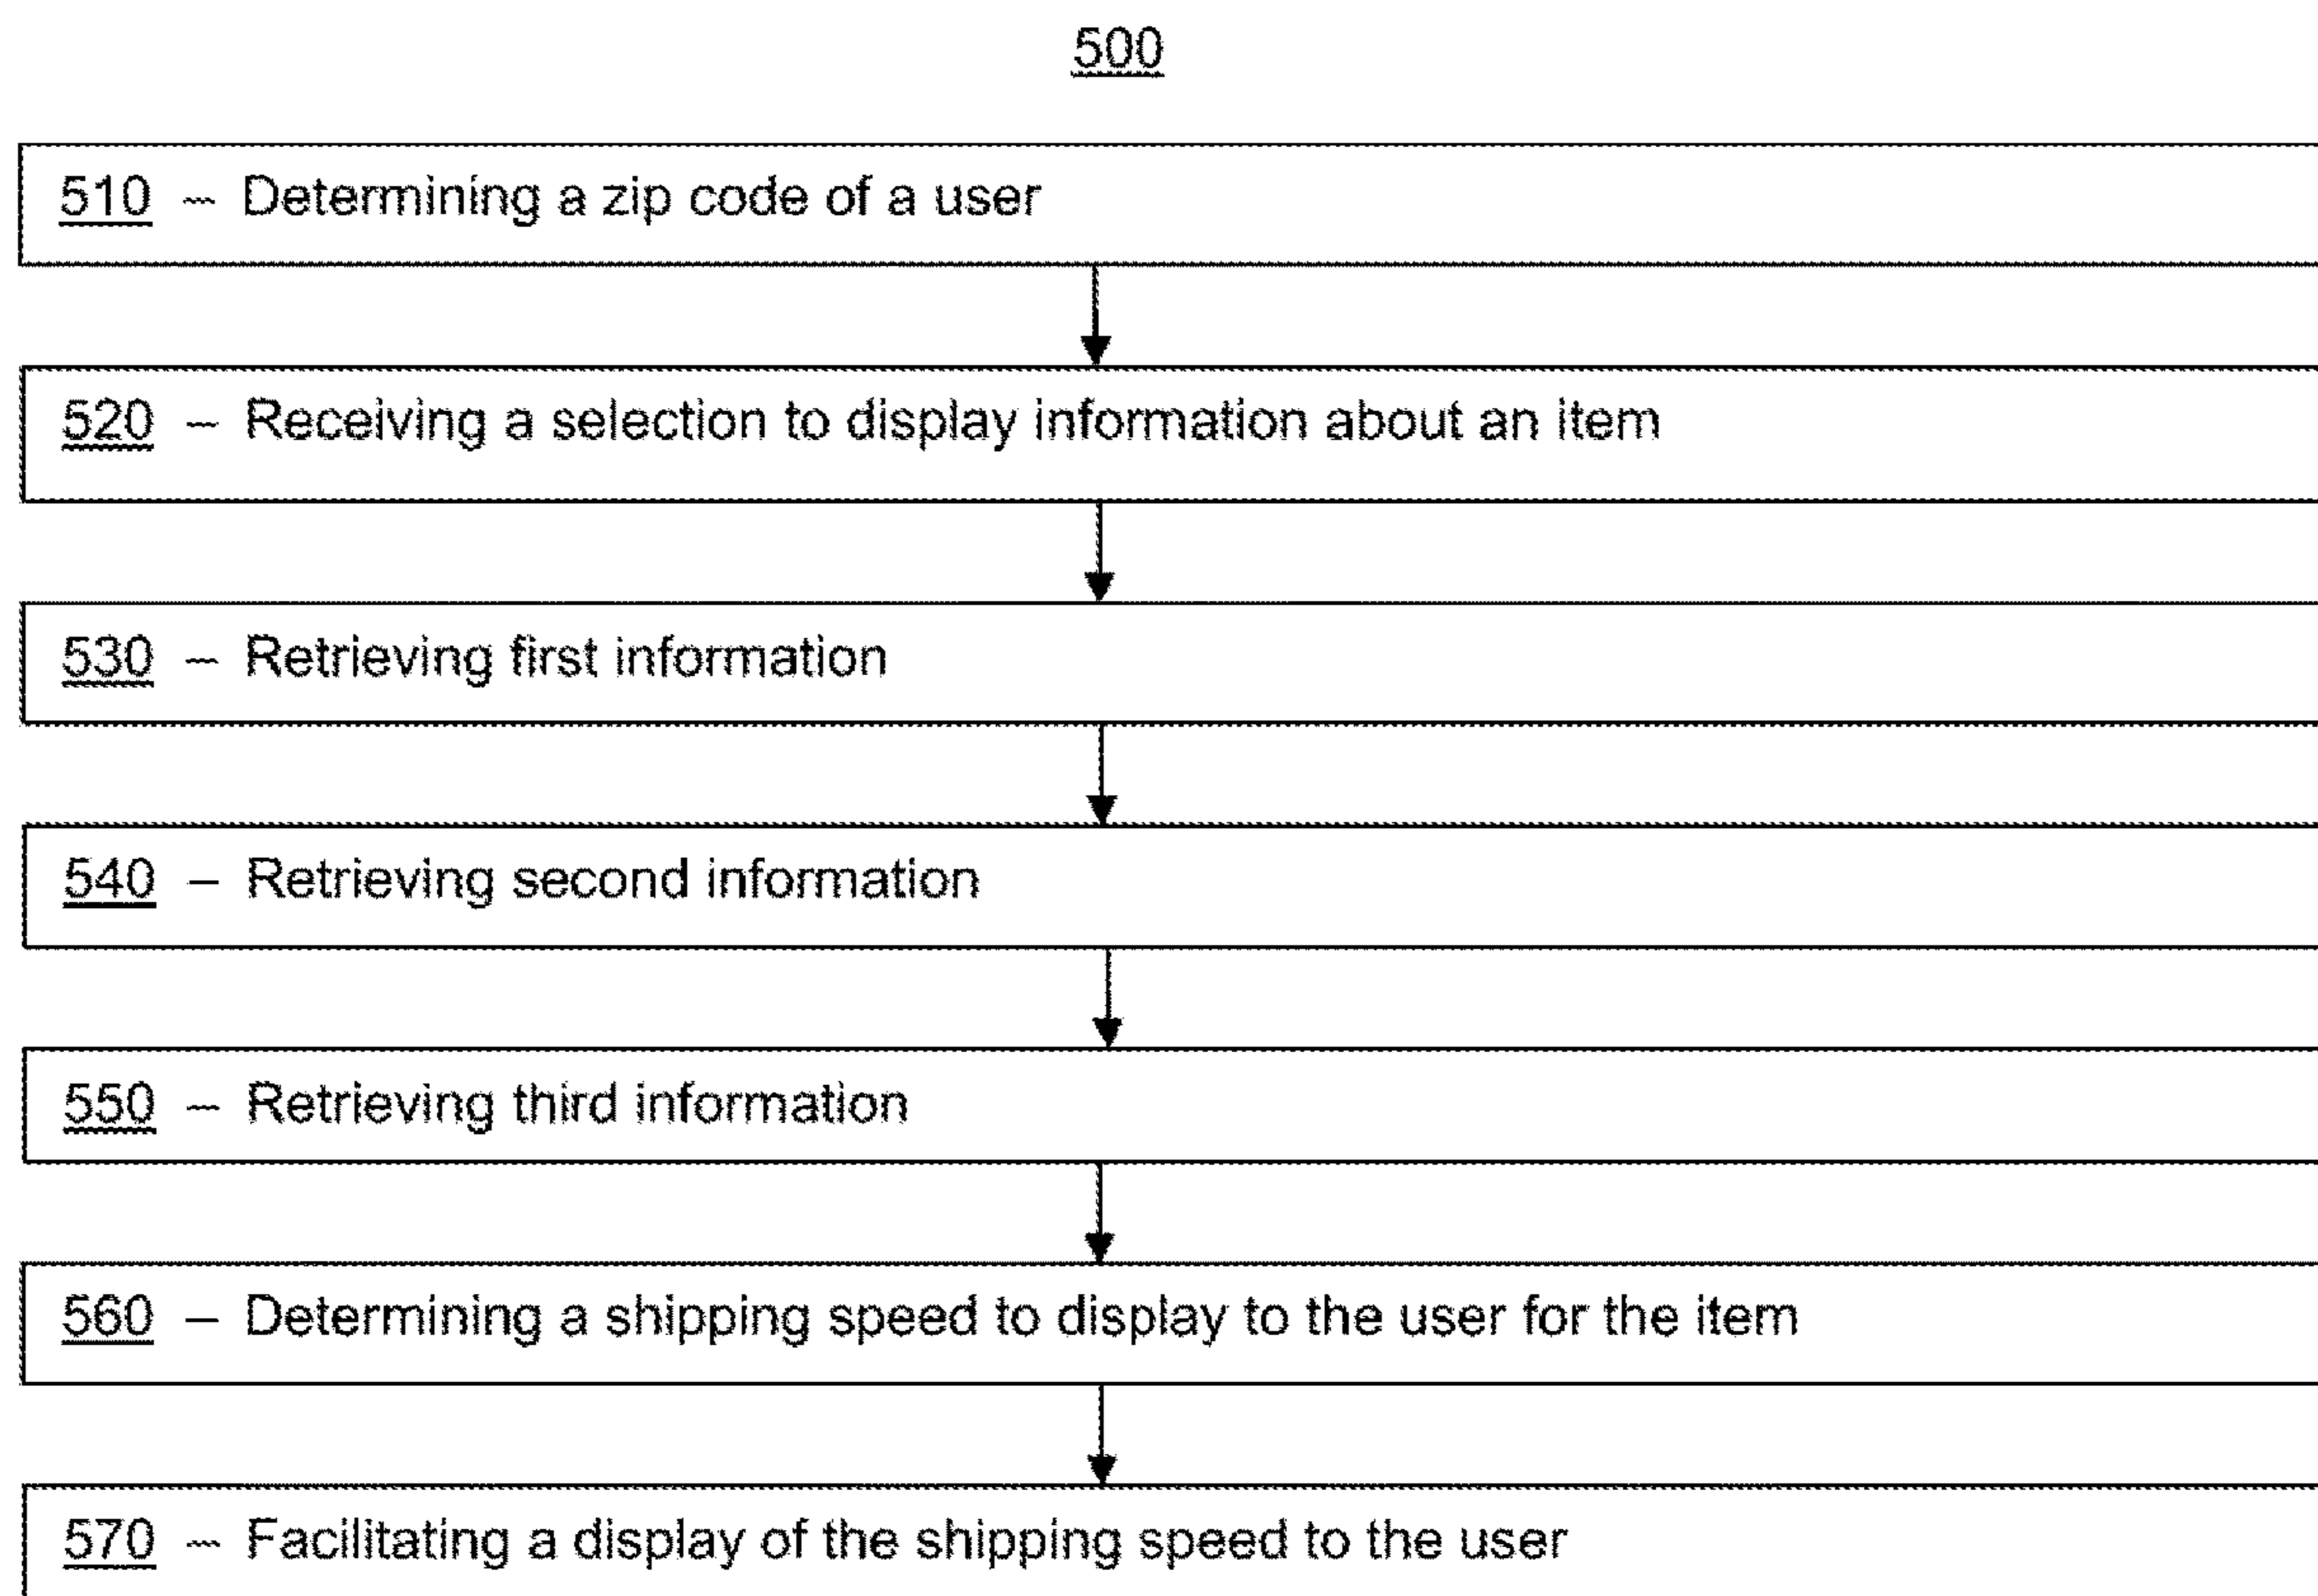 500
510 – Determining a zip code of a user
520 – Receiving a selection to display information about an item
530 – Retrieving first information
540 – Retrieving second information
550 – Retrieving third information
560 – Determining a shipping speed to display to the user for the item
570 – Facilitating a display of the shipping speed to the user